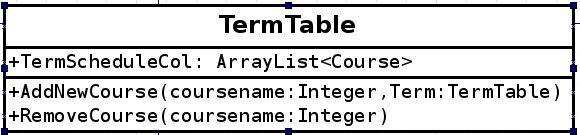 TermTable
+TermScheduleCol: ArrayList<Course>
+AddNewCourse(coursename:Integer,Term:TermTable)
+RemoveCourse(coursename:Integer)